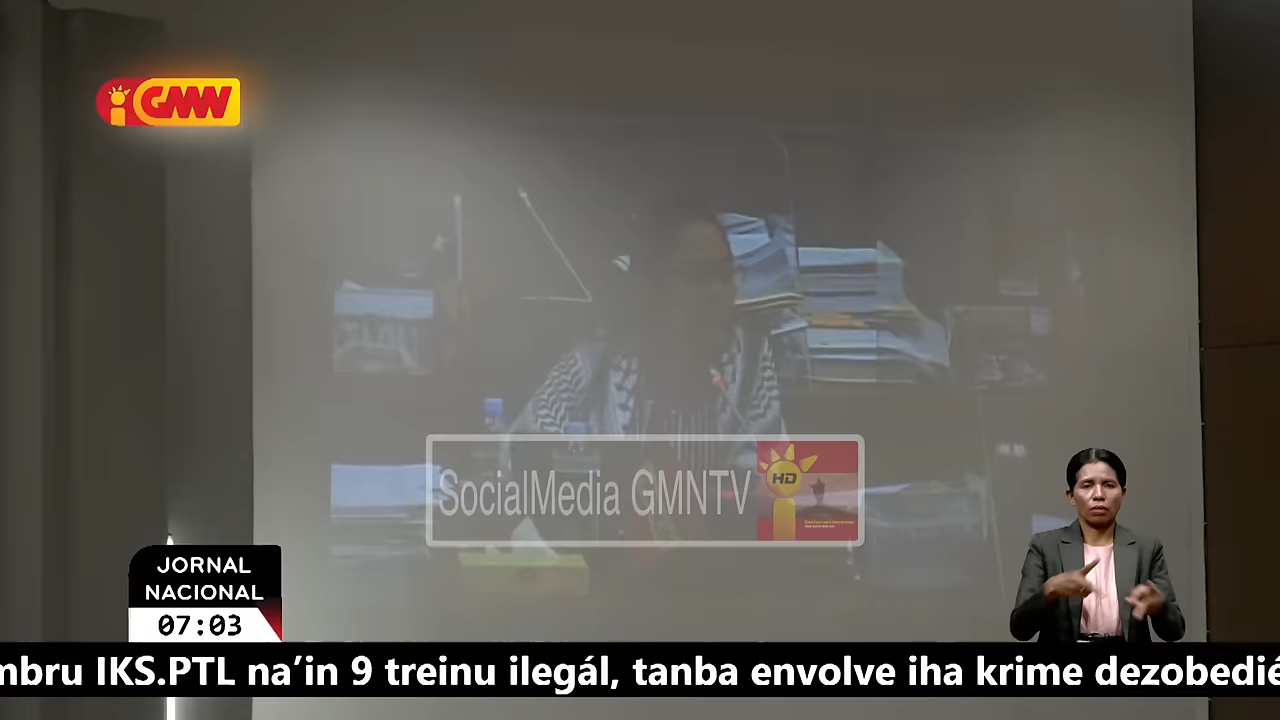 GMN
SocialMedia GMNTV
HD
JORNAL
NACIONAL
07:03
mbru IKS.PTL na’in 9 treinu ilegál, tanba envolve iha krime dezobedié